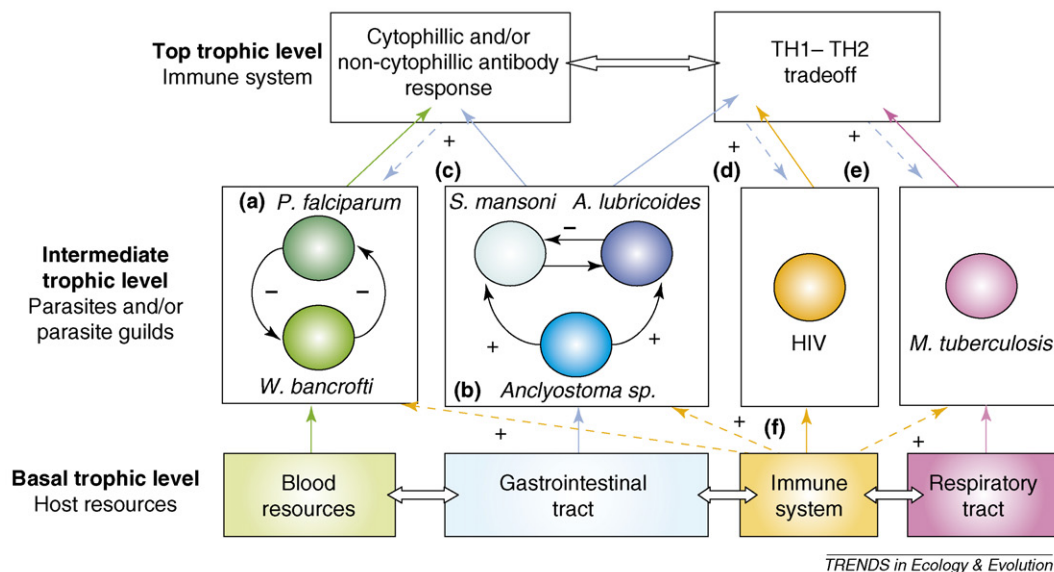 Top trophic level
Immune system
Cytophillic and/or
non-cytophillic antibody
response
TH1– TH2
tradeoff
+
(c)
+
(d)
+
(e)
Intermediate
trophic level
Parasites and/or
parasite guilds
(a)
P. falciparum
–
–
W. bancrofti
S. mansoni
A. lubricoides
–
+
+
(b)
Anclyostoma sp.
HIV
M. tuberculosis
+
+
(f)
+
Basal trophic level
Host resources
Blood
resources
Gastrointestinal
tract
Immune
system
Respiratory
tract
TRENDS in Ecology & Evolution